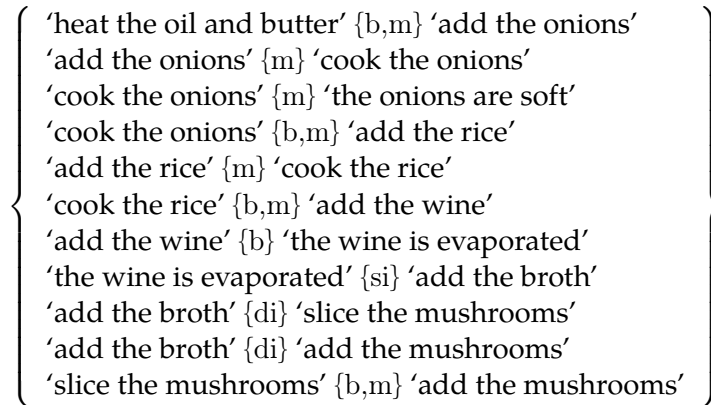 ‘heat the oil and butter’ {b,m} ‘add the onions’
‘add the onions’ {m} ‘cook the onions’
‘cook the onions’ {m} ‘the onions are soft’
‘cook the onions’ {b,m} ‘add the rice’
‘add the rice’ {m} ‘cook the rice’
‘cook the rice’ {b,m} ‘add the wine’
‘add the wine’ {b} ‘the wine is evaporated’
‘the wine is evaporated’ {si} ‘add the broth’
‘add the broth’ {di} ‘slice the mushrooms’
‘add the broth’ {di} ‘add the mushrooms’
‘slice the mushrooms’ {b,m} ‘add the mushrooms’